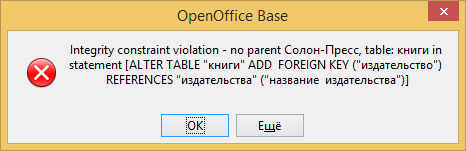 OpenOffice Base
Integrity constraint violation - no parent Солон-Пресс, table: книги in
statement [ALTER TABLE "книги" ADD FOREIGN KEY ("издательство")
REFERENCES "издательства" ("название издательства")]
OK
Ещё